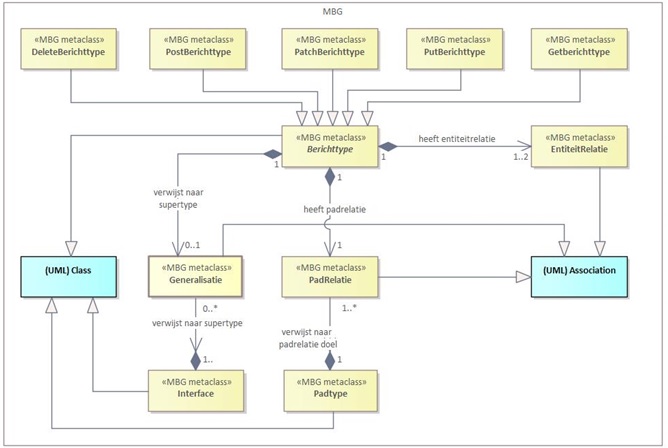 MBG
«MBG metaclass»
DeleteBerichttype
«MBG metaclass»
PostBerichttype
«MBG metaclass»
PatchBerichttype
«MBG metaclass»
PutBerichttype
«MBG metaclass»
Getberichttype
«MBG metaclass»
Berichttype
1
1
1
heeft entiteitrelatie
1..2
«MBG metaclass»
EntiteitRelatie
verwijst naar
supertype
heeft padrelatie
0..1
1
(UML) Class
«MBG metaclass»
Generalisatie
«MBG metaclass»
PadRelatie
(UML) Association
0..*
1..*
verwijst naar supertype
verwijst naar
padrelatie doel
1..
1
«MBG metaclass»
Interface
«MBG metaclass»
Padtype